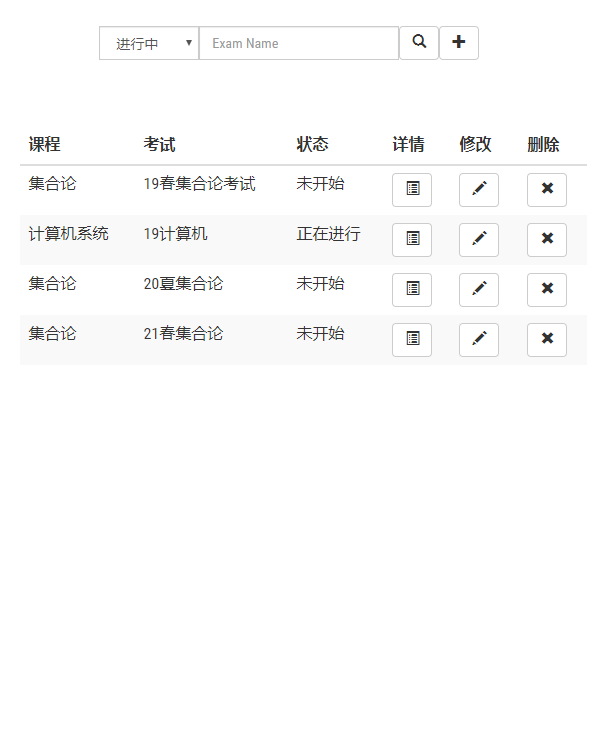 进行中 Exam Name
课程 考试 状态 详情 修改 删除
集合论 19春集合论考试 未开始
计算机系统 19计算机 正在进行
集合论 20夏集合论 未开始
集合论 21春集合论 未开始